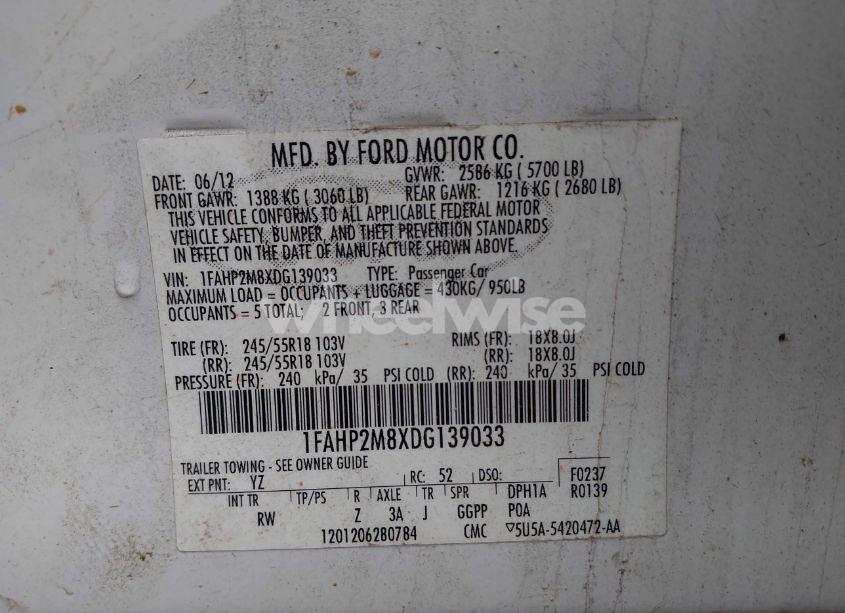 MFD. BY FORD MOTOR CO.
DATE: 06/12 GVWR: 2586 KG ( 5700 LB)
FRONT GAWR: 1388 KG ( 3060 LB) REAR GAWR: 1216 KG ( 2680 LB)
THIS VEHICLE CONFORMS TO ALL APPLICABLE FEDERAL MOTOR
VEHICLE SAFETY, BUMPER, AND THEFT PREVENTION STANDARDS
IN EFFECT ON THE DATE OF MANUFACTURE SHOWN ABOVE.
VIN: 1FAHP2M8XDG139033 TYPE: Passenger Car
MAXIMUM LOAD = OCCUPANTS + LUGGAGE = 430KG/ 950LB
OCCUPANTS = 5 TOTAL; 2 FRONT, 3 REAR
wheelwise
TIRE (FR): 245/55R18 103V RIMS (FR): 18X8.0J
(RR): 245/55R18 103V (RR): 18X8.0J
PRESSURE (FR): 240 kPa/ 35 PSI COLD (RR): 240 kPa/ 35 PSI COLD
1FAHP2M8XDG139033
TRAILER TOWING - SEE OWNER GUIDE
EXT PNT: YZ RC: 52 DSO: F0237
INT TR TP/PS R AXLE TR SPR DPH1A R0139
RW Z 3A J GGPP POA
1201206280784 CMC ▽5U5A-5420472-AA